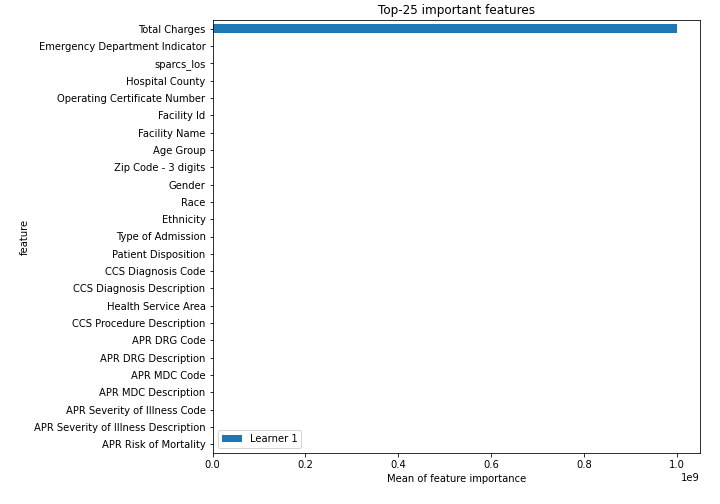 Top-25 important features
Total Charges
Emergency Department Indicator
sparcs_los
Hospital County
Operating Certificate Number
Facility Id
Facility Name
Age Group
Zip Code - 3 digits
Gender
Race
Ethnicity
Type of Admission
Patient Disposition
CCS Diagnosis Code
CCS Diagnosis Description
Health Service Area
CCS Procedure Description
APR DRG Code
APR DRG Description
APR MDC Code
APR MDC Description
APR Severity of Illness Code
APR Severity of Illness Description
APR Risk of Mortality
feature
Learner 1
0.0 0.2 0.4 0.6 0.8 1.0
1e9
Mean of feature importance